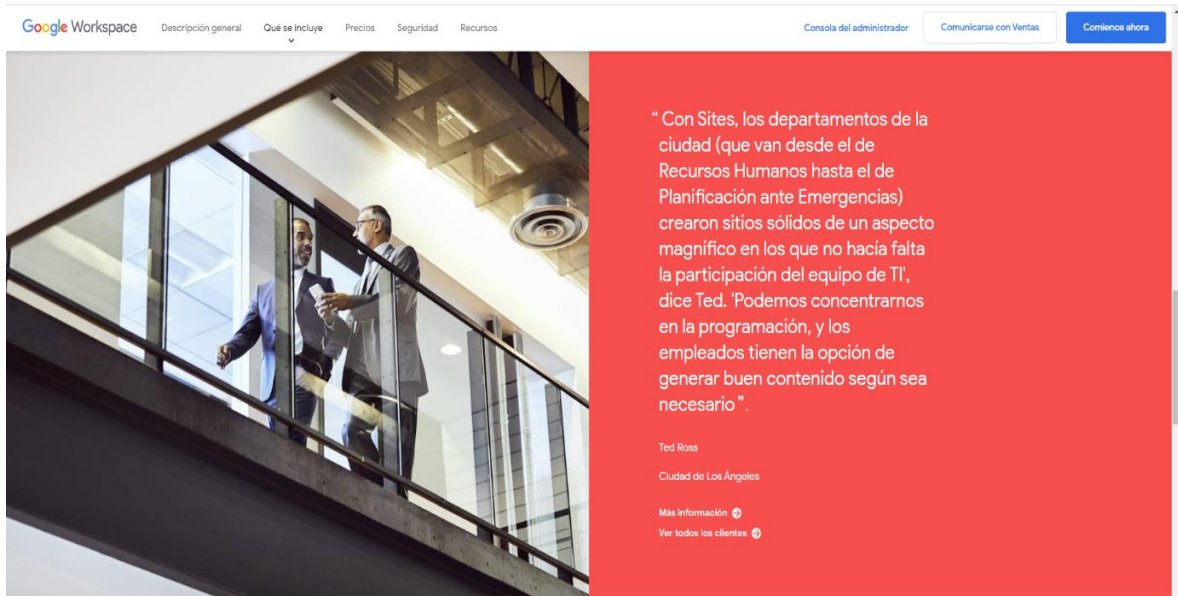 Google Workspace Descripción general Qué se incluye Precios Seguridad Recursos Consola del administrador Comunicarse con Ventas Comience ahora
“ Con Sites, los departamentos de la
ciudad (que van desde el de
Recursos Humanos hasta el de
Planificación ante Emergencias)
crearon sitios sólidos de un aspecto
magnífico en los que no hacía falta
la participación del equipo de TI',
dice Ted. 'Podemos concentrarnos
en la programación, y los
empleados tienen la opción de
generar buen contenido según sea
necesario ”.
Ted Ross
Ciudad de Los Ángeles
Más información
Ver todos los clientes